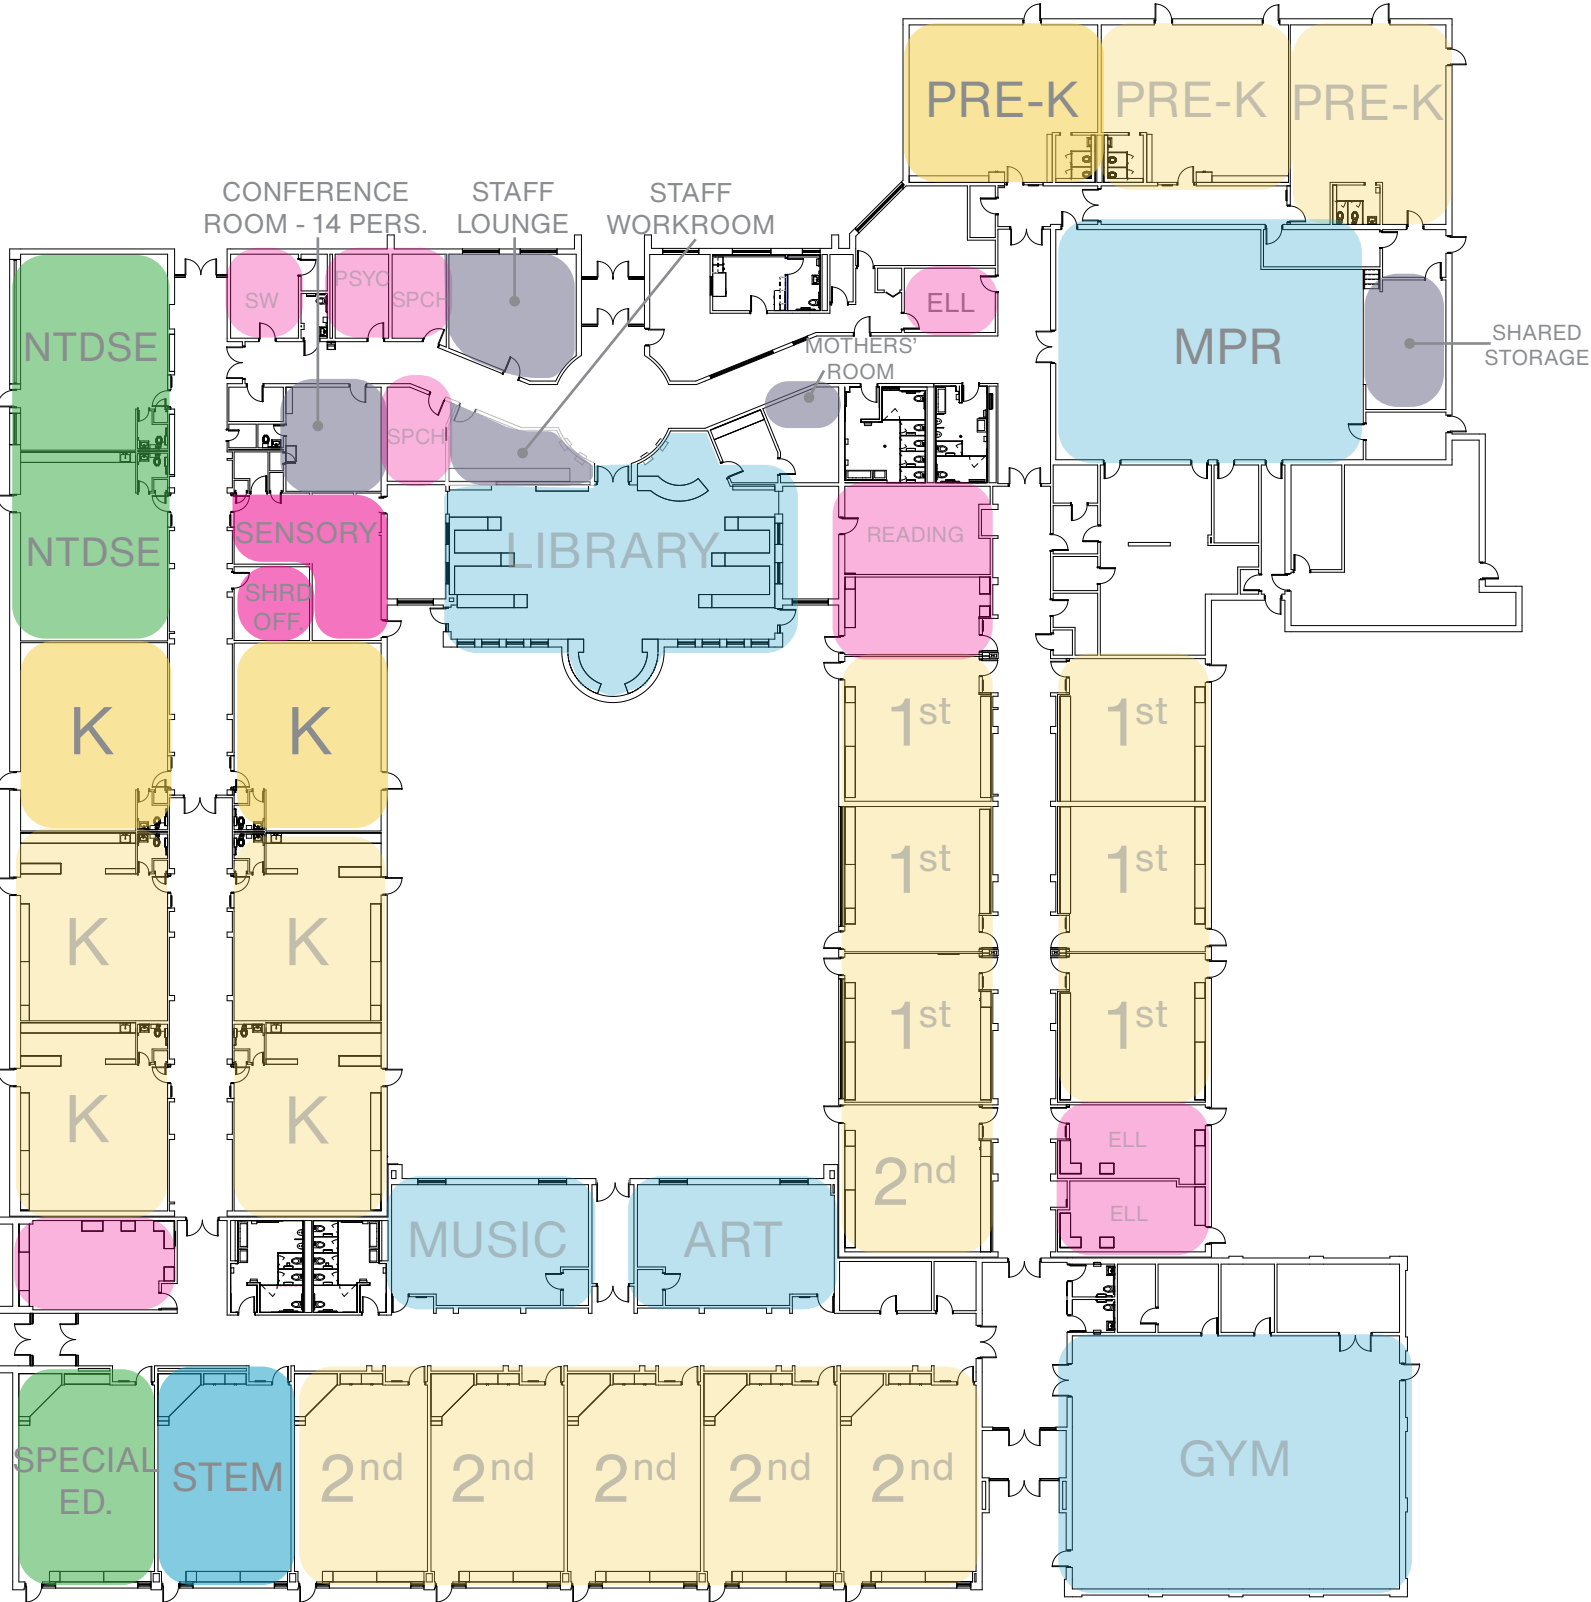 PRE-K
PRE-K
PRE-K
CONFERENCE
ROOM - 14 PERS.
STAFF
LOUNGE
STAFF
WORKROOM
SW
PSYC
SPCH
ELL
NTDSE
MOTHERS'
ROOM
MPR
SHARED
STORAGE
SPCH
SENSORY
LIBRARY
READING
NTDSE
SHRD
OFF.
K
K
1st
1st
1st
1st
K
K
1st
1st
K
K
ELL
2nd
ELL
MUSIC
ART
SPECIAL
ED.
STEM
2nd
2nd
2nd
2nd
2nd
GYM